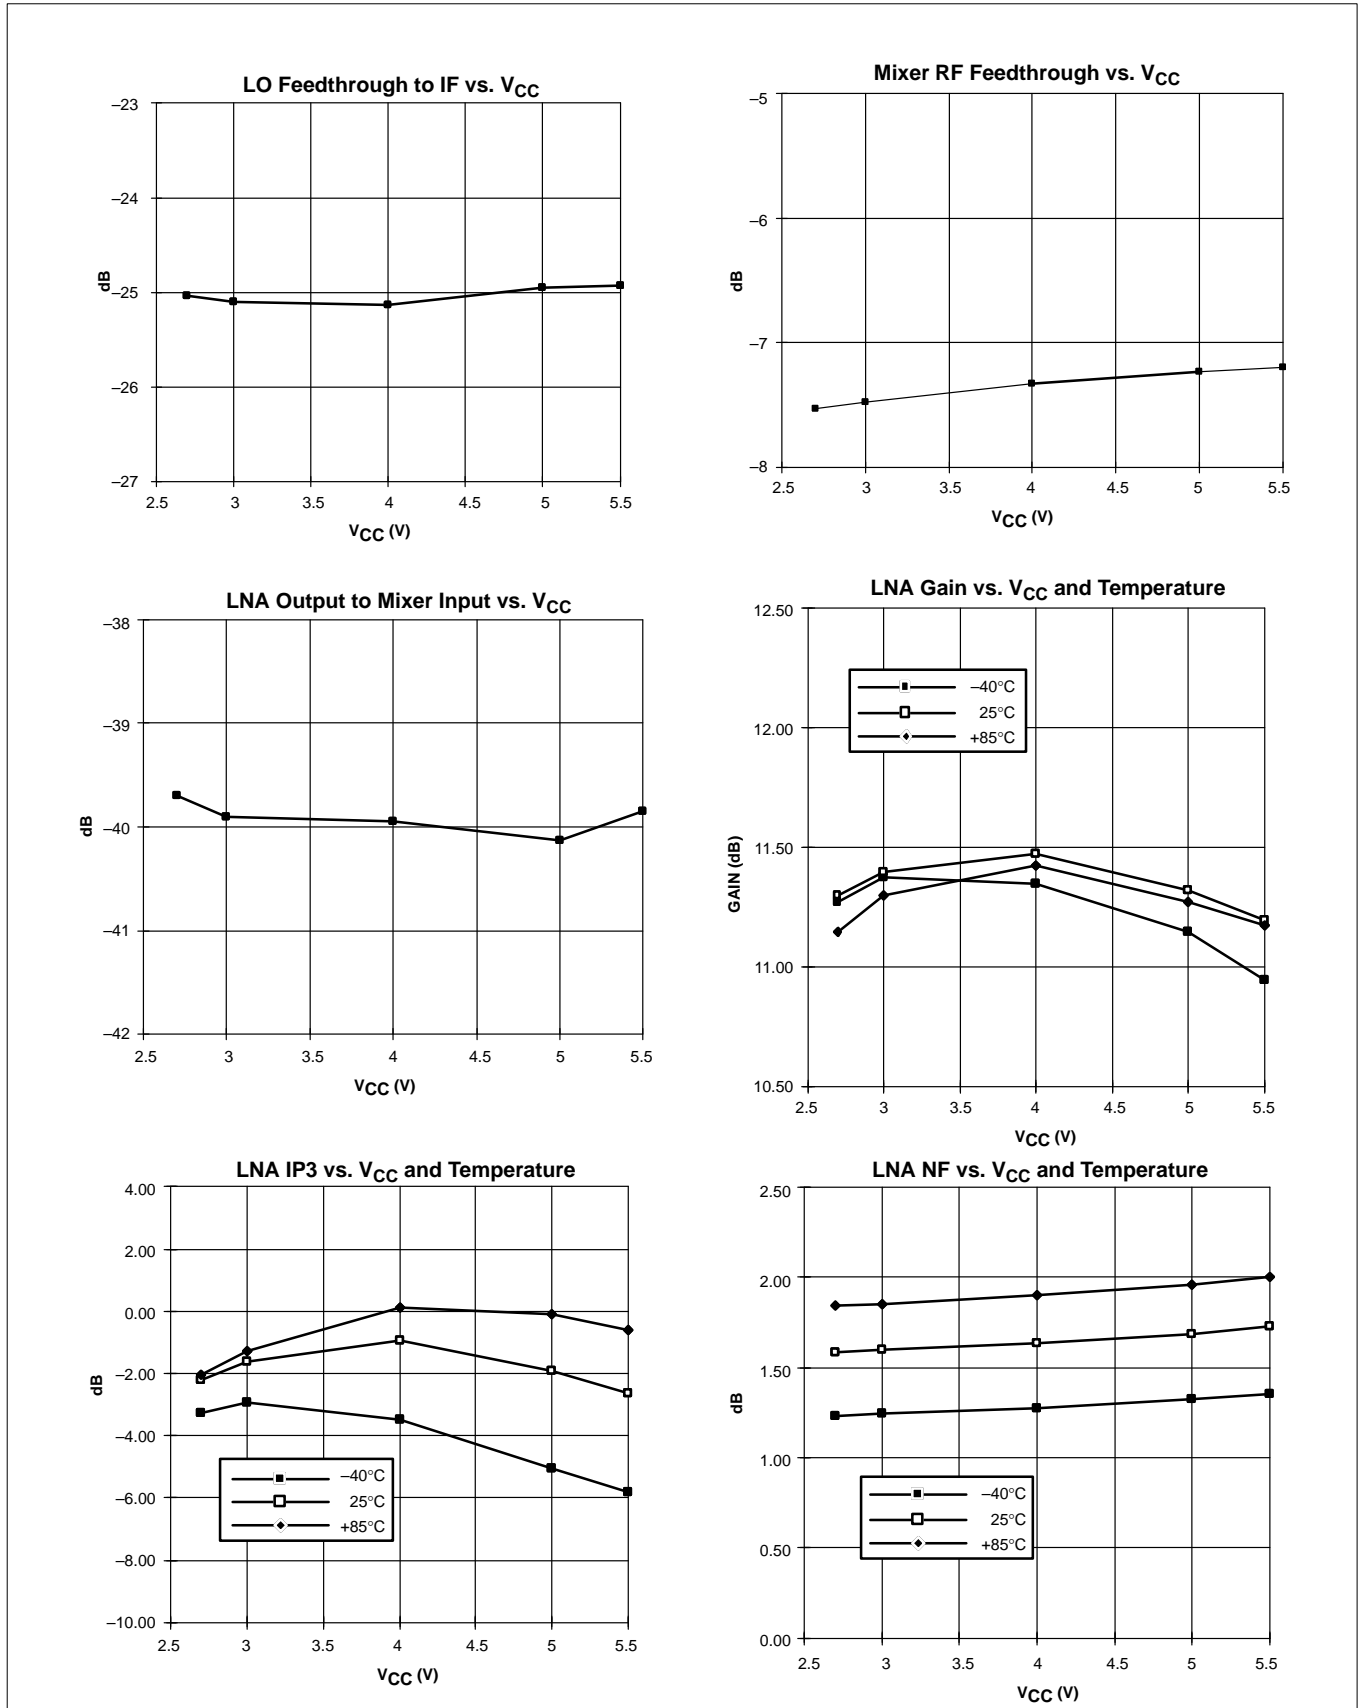 LO Feedthrough to IF vs. VCC
–23
–24
–25
–26
–27
dB
2.5 3 3.5 4 4.5 5 5.5
VCC (V)
Mixer RF Feedthrough vs. VCC
–5
–6
–7
–8
dB
2.5 3 3.5 4 4.5 5 5.5
VCC (V)
LNA Output to Mixer Input vs. VCC
–38
–39
–40
–41
–42
dB
2.5 3 3.5 4 4.5 5 5.5
VCC (V)
LNA Gain vs. VCC and Temperature
12.50
12.00
11.50
11.00
10.50
GAIN (dB)
–40°C
25°C
+85°C
2.5 3 3.5 4 4.5 5 5.5
VCC (V)
LNA IP3 vs. VCC and Temperature
4.00
2.00
0.00
–2.00
–4.00
–6.00
–8.00
–10.00
dB
–40°C
25°C
+85°C
2.5 3 3.5 4 4.5 5 5.5
VCC (V)
LNA NF vs. VCC and Temperature
2.50
2.00
1.50
1.00
0.50
0.00
dB
–40°C
25°C
+85°C
2.5 3 3.5 4 4.5 5 5.5
VCC (V)